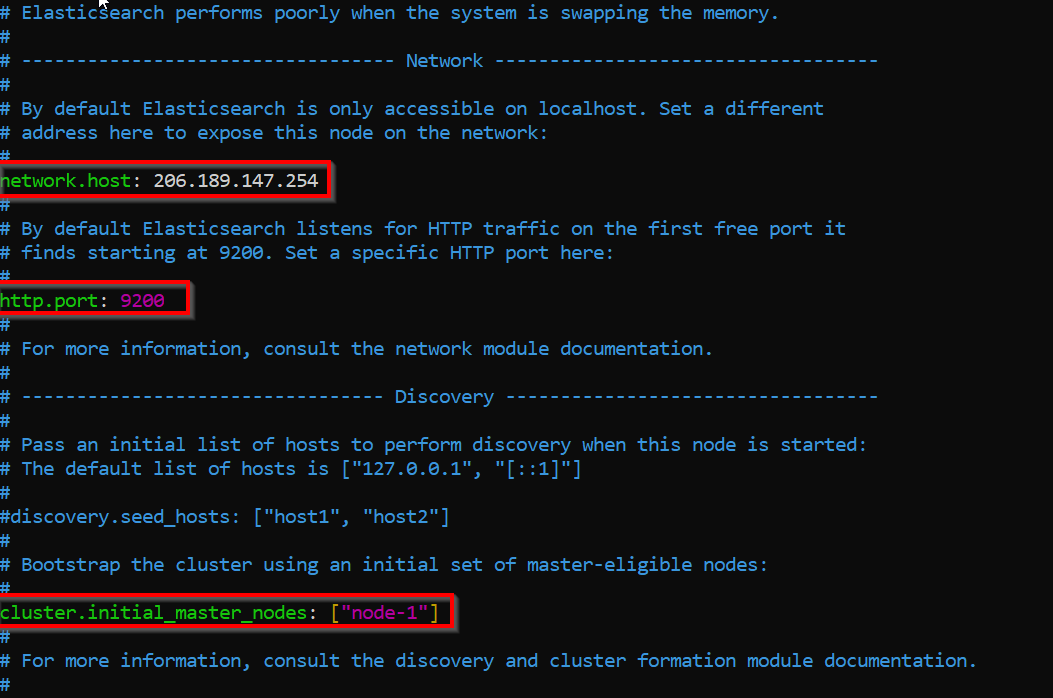 # Elasticsearch performs poorly when the system is swapping the memory.
#
# ---------------------------------- Network -----------------------------------
#
# By default Elasticsearch is only accessible on localhost. Set a different
# address here to expose this node on the network:
#
network.host: 206.189.147.254
#
# By default Elasticsearch listens for HTTP traffic on the first free port it
# finds starting at 9200. Set a specific HTTP port here:
#
http.port: 9200
#
# For more information, consult the network module documentation.
#
# --------------------------------- Discovery ----------------------------------
#
# Pass an initial list of hosts to perform discovery when this node is started:
# The default list of hosts is ["127.0.0.1", "[::1]"]
#
#discovery.seed_hosts: ["host1", "host2"]
#
# Bootstrap the cluster using an initial set of master-eligible nodes:
#
cluster.initial_master_nodes: ["node-1"]
#
# For more information, consult the discovery and cluster formation module documentation.
#